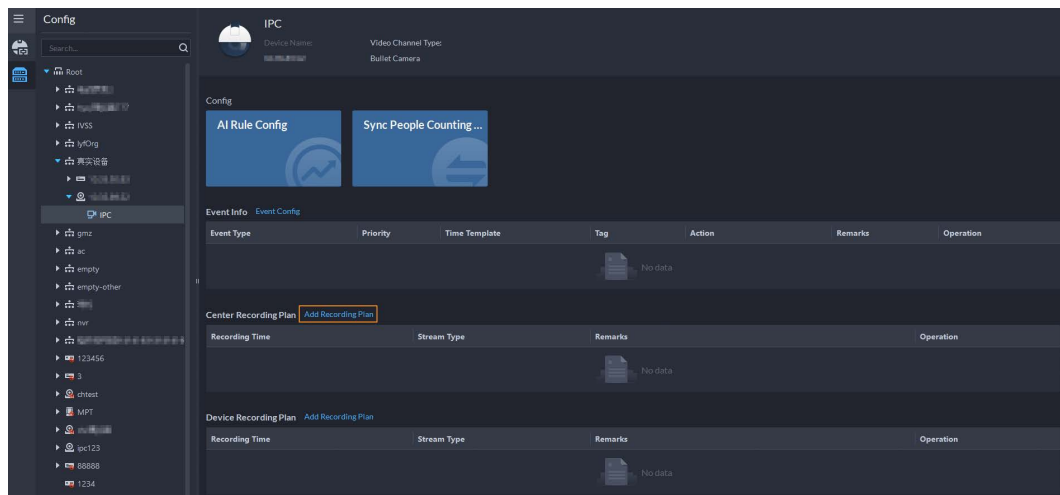 Config
Search...
Root
IVSS
lyfOrg
真实设备
IPC
gmz
ac
empty
empty-other
nvr
123456
3
chtest
MPT
ipc123
88888
1234
IPC
Device Name: Video Channel Type:
Bullet Camera
Config
AI Rule Config Sync People Counting ...
Event Info Event Config
Event Type Priority Time Template Tag Action Remarks Operation
No data
Center Recording Plan Add Recording Plan
Recording Time Stream Type Remarks Operation
No data
Device Recording Plan Add Recording Plan
Recording Time Stream Type Remarks Operation
No data